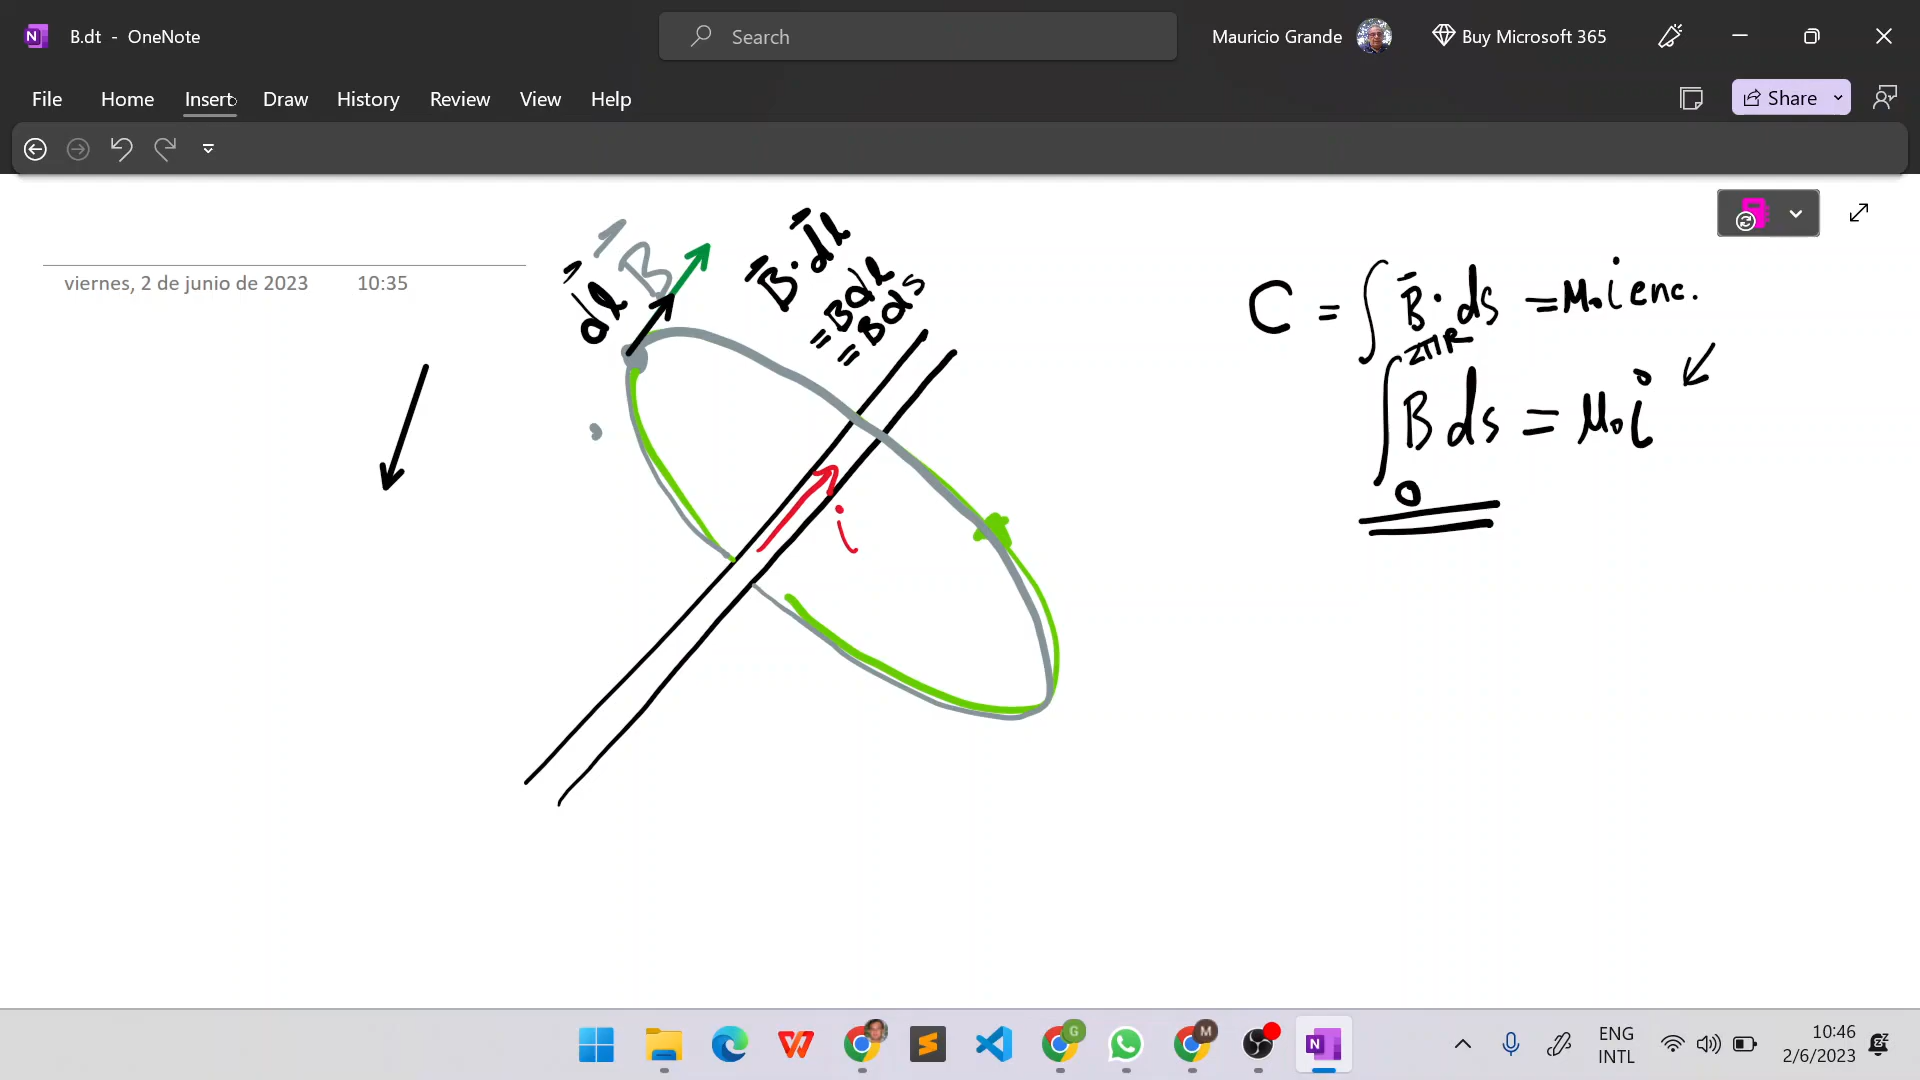 B.dt - OneNote
Search
Mauricio Grande
Buy Microsoft 365
File Home Insert Draw History Review View Help
Share
viernes, 2 de junio de 2023 10:35
dl
B
B · dl
= Bdl
= Bds
i
C = ∫ B · ds = μ₀ i enc.
2πR
∫ B ds = μ₀ i
0
ENG
INTL
10:46
2/6/2023